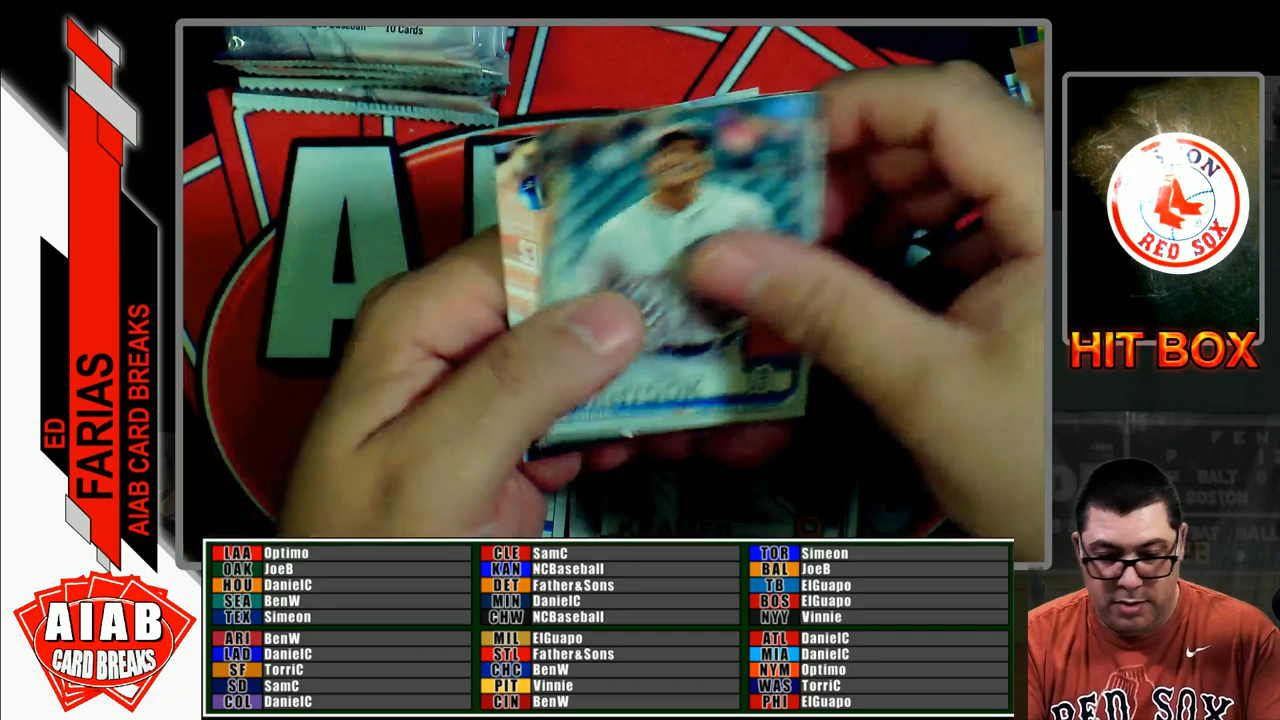 10 Cards
A
ED
FARIAS
AIAB CARD BREAKS
RED SOX
HIT BOX
LAA Optimo
OAK JoeB
HOU DanielC
SEA BenW
TEX Simeon
ARI BenW
LAD DanielC
SF TorriC
SD SamC
COL DanielC
CLE SamC
KAN NCBaseball
DET Father&Sons
MIN DanielC
CHW NCBaseball
MIL ElGuapo
STL Father&Sons
CHC BenW
PIT Vinnie
CIN BenW
TOR Simeon
BAL JoeB
TB ElGuapo
BOS ElGuapo
NYY Vinnie
ATL DanielC
MIA DanielC
NYM Optimo
WAS TorriC
PHI ElGuapo
AIAB
CARD BREAKS
BALT 0
BOSTON
RED SOX